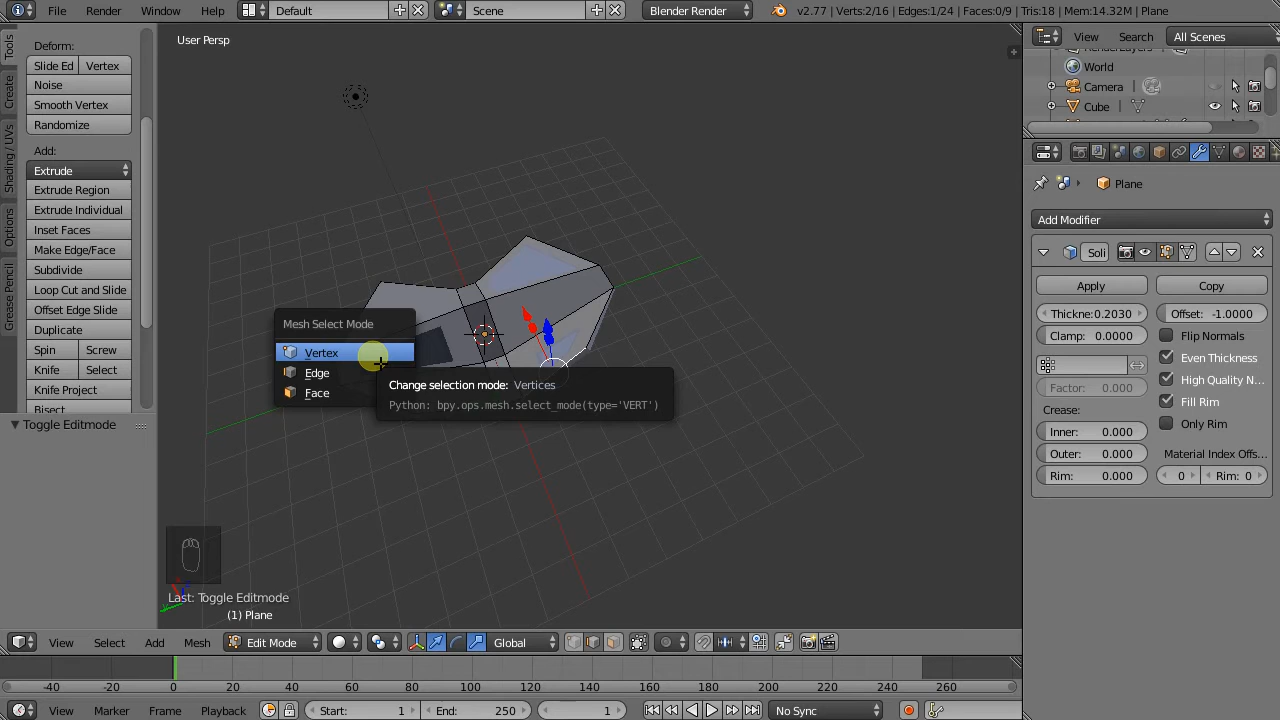 File Render Window Help Default Scene Blender Render v2.77 | Verts:2/16 | Edges:1/24 | Faces:0/9 | Tris:18 | Mem:14.32M | Plane
View Search All Scenes
World
Camera
Cube
Tools
Create
Shading / UVs
Options
Grease Pencil
Deform:
Slide Ed Vertex
Noise
Smooth Vertex
Randomize
Add:
Extrude
Extrude Region
Extrude Individual
Inset Faces
Make Edge/Face
Subdivide
Loop Cut and Slide
Offset Edge Slide
Duplicate
Spin Screw
Knife Select
Knife Project
Bisect
Toggle Editmode
User Persp
Mesh Select Mode
Vertex
Edge
Face
Change selection mode: Vertices
Python: bpy.ops.mesh.select_mode(type='VERT')
Last: Toggle Editmode
(1) Plane
Plane
Add Modifier
Soli
Apply Copy
Thickne:0.2030 Offset: -1.0000
Clamp: 0.0000 Flip Normals
Even Thickness
High Quality N...
Factor: 0.000 Fill Rim
Crease: Only Rim
Inner: 0.000
Outer: 0.000 Material Index Offs...
Rim: 0.000 0 Rim: 0
View Select Add Mesh Edit Mode Global
-40 -20 0 20 40 60 80 100 120 140 160 180 200 220 240 260
View Marker Frame Playback Start: 1 End: 250 1 No Sync